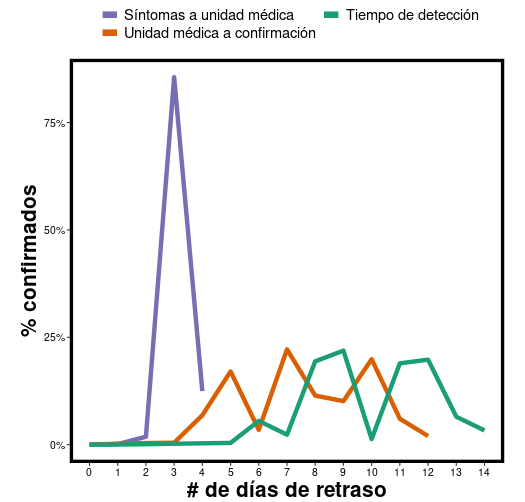 Síntomas a unidad médica
Tiempo de detección
Unidad médica a confirmación
75%
50%
25%
0%
% confirmados
0 1 2 3 4 5 6 7 8 9 10 11 12 13 14
# de días de retraso